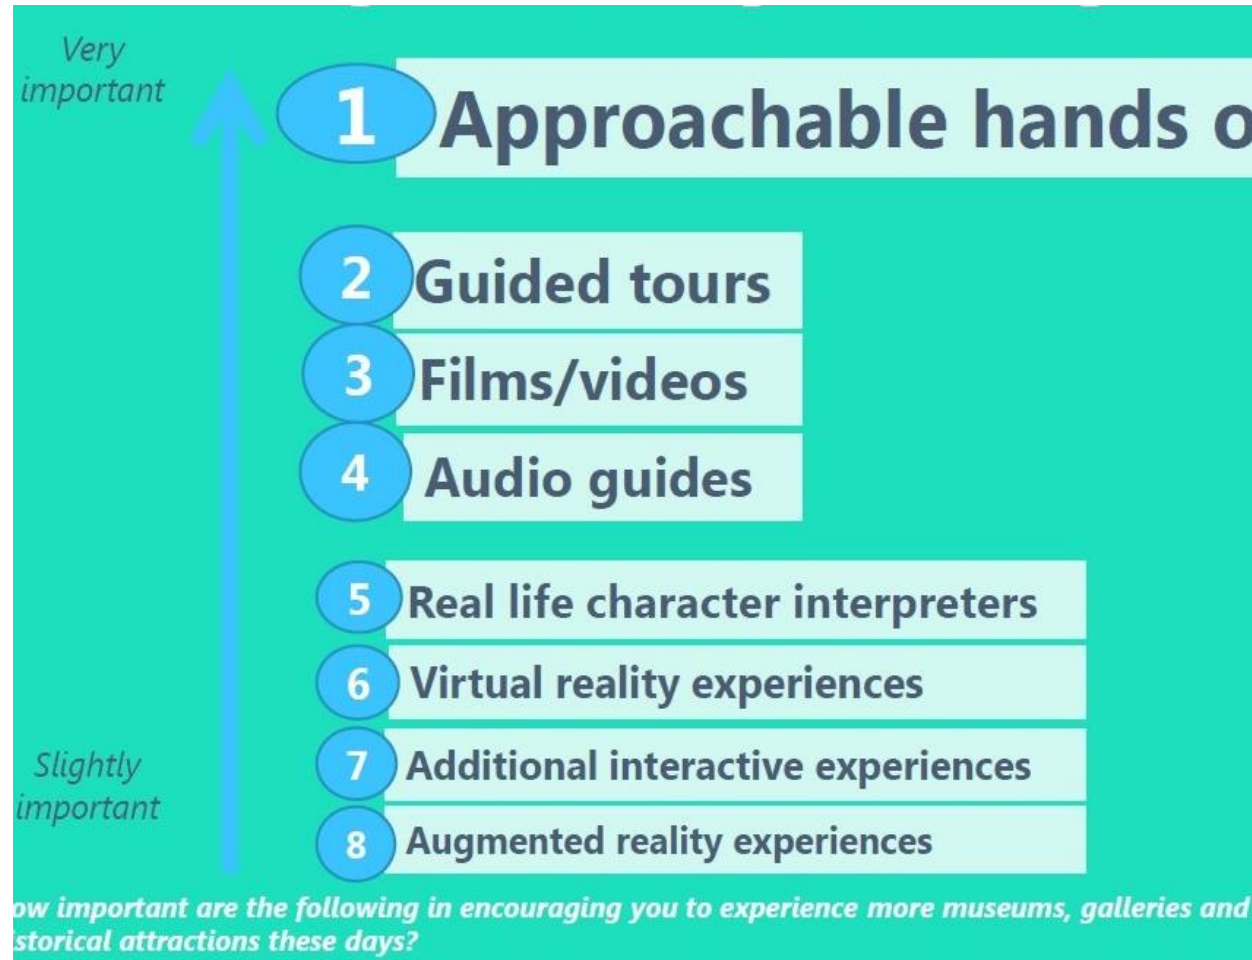 Very
important
1 Approachable hands o
2 Guided tours
3 Films/videos
4 Audio guides
5 Real life character interpreters
6 Virtual reality experiences
Slightly
important
7 Additional interactive experiences
8 Augmented reality experiences
ow important are the following in encouraging you to experience more museums, galleries and
istorical attractions these days?